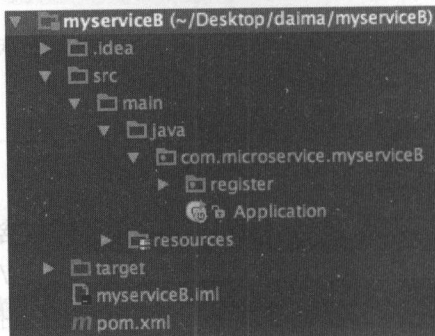 myserviceB (~/Desktop/daima/myserviceB)
.idea
src
main
java
com.microservice.myserviceB
register
Application
resources
target
myserviceB.iml
m pom.xml